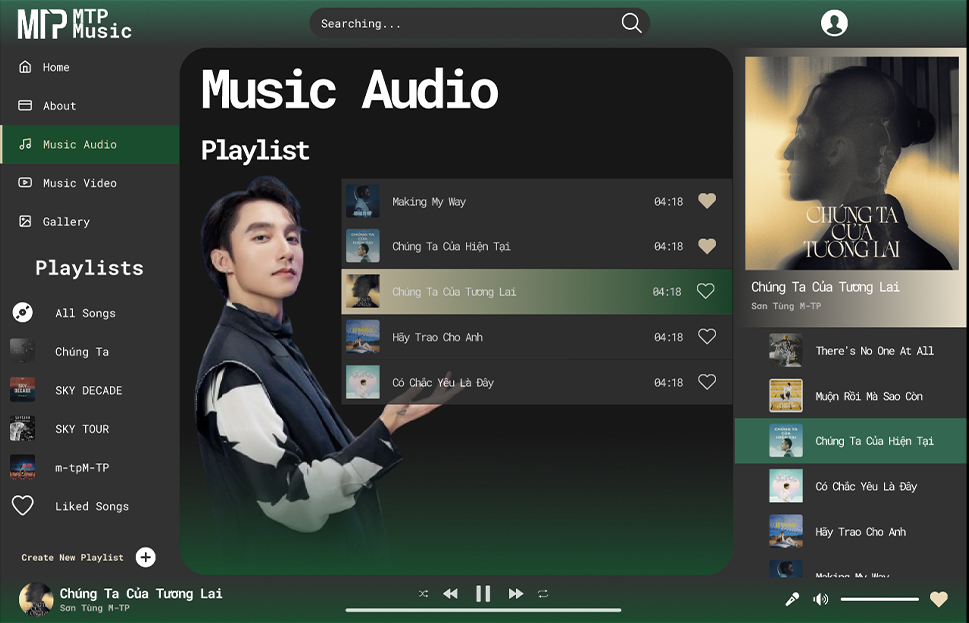 MTP
MTP
Music
Searching...
Home
About
Music Audio
Music Video
Gallery
Playlists
All Songs
Chúng Ta
SKY DECADE
SKY TOUR
m-tpM-TP
Liked Songs
Create New Playlist
Music Audio
Playlist
Making My Way 04:18
Chúng Ta Của Hiện Tại 04:18
Chúng Ta Của Tương Lai 04:18
Hãy Trao Cho Anh 04:18
Có Chắc Yêu Là Đây 04:18
CHÚNG TA
CỦA
TƯƠNG LAI
Chúng Ta Của Tương Lai
Sơn Tùng M-TP
There's No One At All
Muộn Rồi Mà Sao Còn
Chúng Ta Của Hiện Tại
Có Chắc Yêu Là Đây
Hãy Trao Cho Anh
Making My Way
Chúng Ta Của Tương Lai
Sơn Tùng M-TP